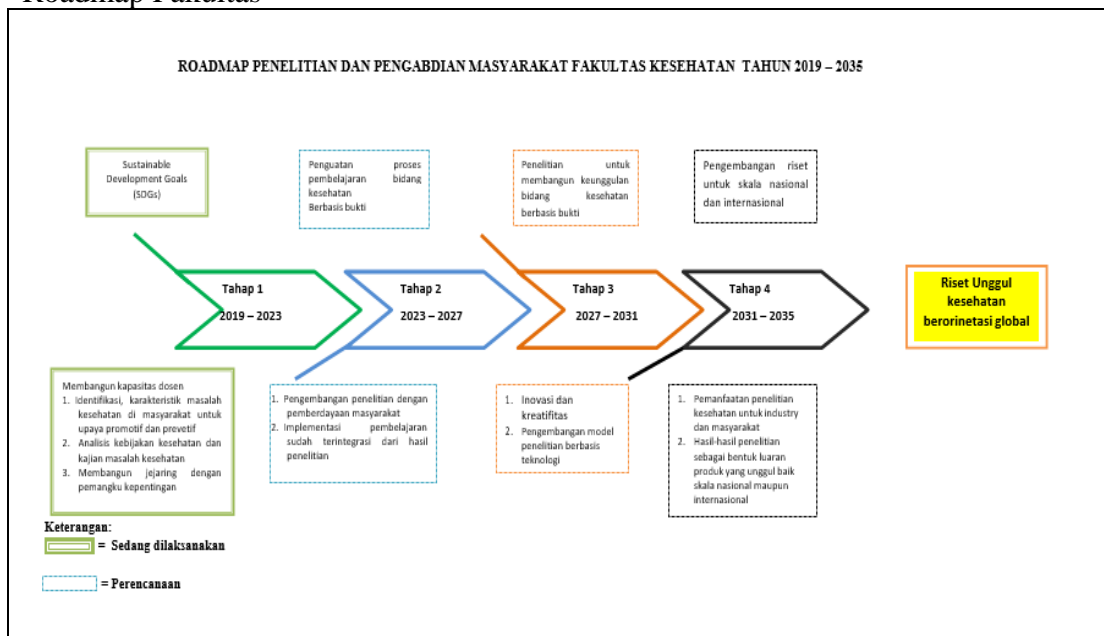 Roadmap Fakultas
ROADMAP PENELITIAN DAN PENGABDIAN MASYARAKAT FAKULTAS KESEHATAN TAHUN 2019 – 2035
Sustainable
Development Goals
(SDGs)
Penguatan proses
pembelajaran bidang
kesehatan
Berbasis bukti
Penelitian untuk
membangun keunggulan
bidang kesehatan
berbasis bukti
Pengembangan riset
untuk skala nasional
dan internasional
Tahap 1
2019 – 2023
Tahap 2
2023 – 2027
Tahap 3
2027 – 2031
Tahap 4
2031 – 2035
Riset Unggul
kesehatan
berorinetasi global
Membangun kapasitas dosen
1. Identifikasi, karakteristik masalah
kesehatan di masyarakat untuk
upaya promotif dan prevetif
2. Analisis kebijakan kesehatan dan
kajian masalah kesehatan
3. Membangun jejaring dengan
pemangku kepentingan
1. Pengembangan penelitian dengan
pemberdayaan masyarakat
2. Implementasi pembelajaran
sudah terintegrasi dari hasil
penelitian
1. Inovasi dan
kreatifitas
2. Pengembangan model
penelitian berbasis
teknologi
1. Pemanfaatan penelitian
kesehatan untuk industry
dan masyarakat
2. Hasil-hasil penelitian
sebagai bentuk luaran
produk yang unggul baik
skala nasional maupun
internasional
Keterangan:
= Sedang dilaksanakan
= Perencanaan